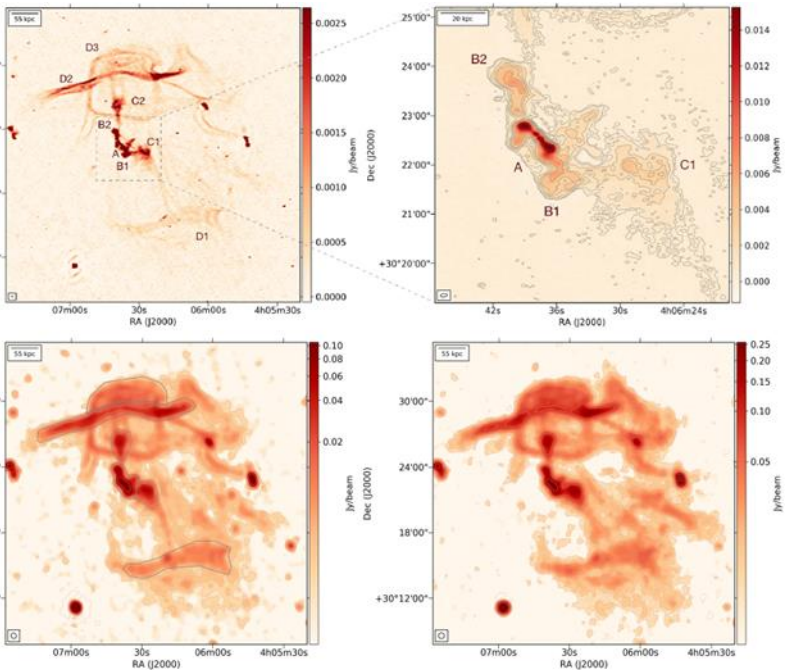 55 kpc
D3
D2
C2
B2
C1
A
B1
D1
0.0025
0.0020
0.0015
0.0010
0.0005
0.0000
Jy/beam
07m00s 30s 06m00s 4h05m30s
RA (J2000)
20 kpc
B2
A
C1
B1
25'00"
24'00"
23'00"
22'00"
21'00"
+30°20'00"
Dec (J2000)
42s 36s 30s 4h06m24s
RA (J2000)
0.014
0.012
0.010
0.008
0.006
0.004
0.002
0.000
Jy/beam
55 kpc
0.10
0.08
0.06
0.04
0.02
Jy/beam
07m00s 30s 06m00s 4h05m30s
RA (J2000)
55 kpc
30'00"
24'00"
18'00"
+30°12'00"
Dec (J2000)
07m00s 30s 06m00s 4h05m30s
RA (J2000)
0.25
0.20
0.15
0.10
0.05
Jy/beam